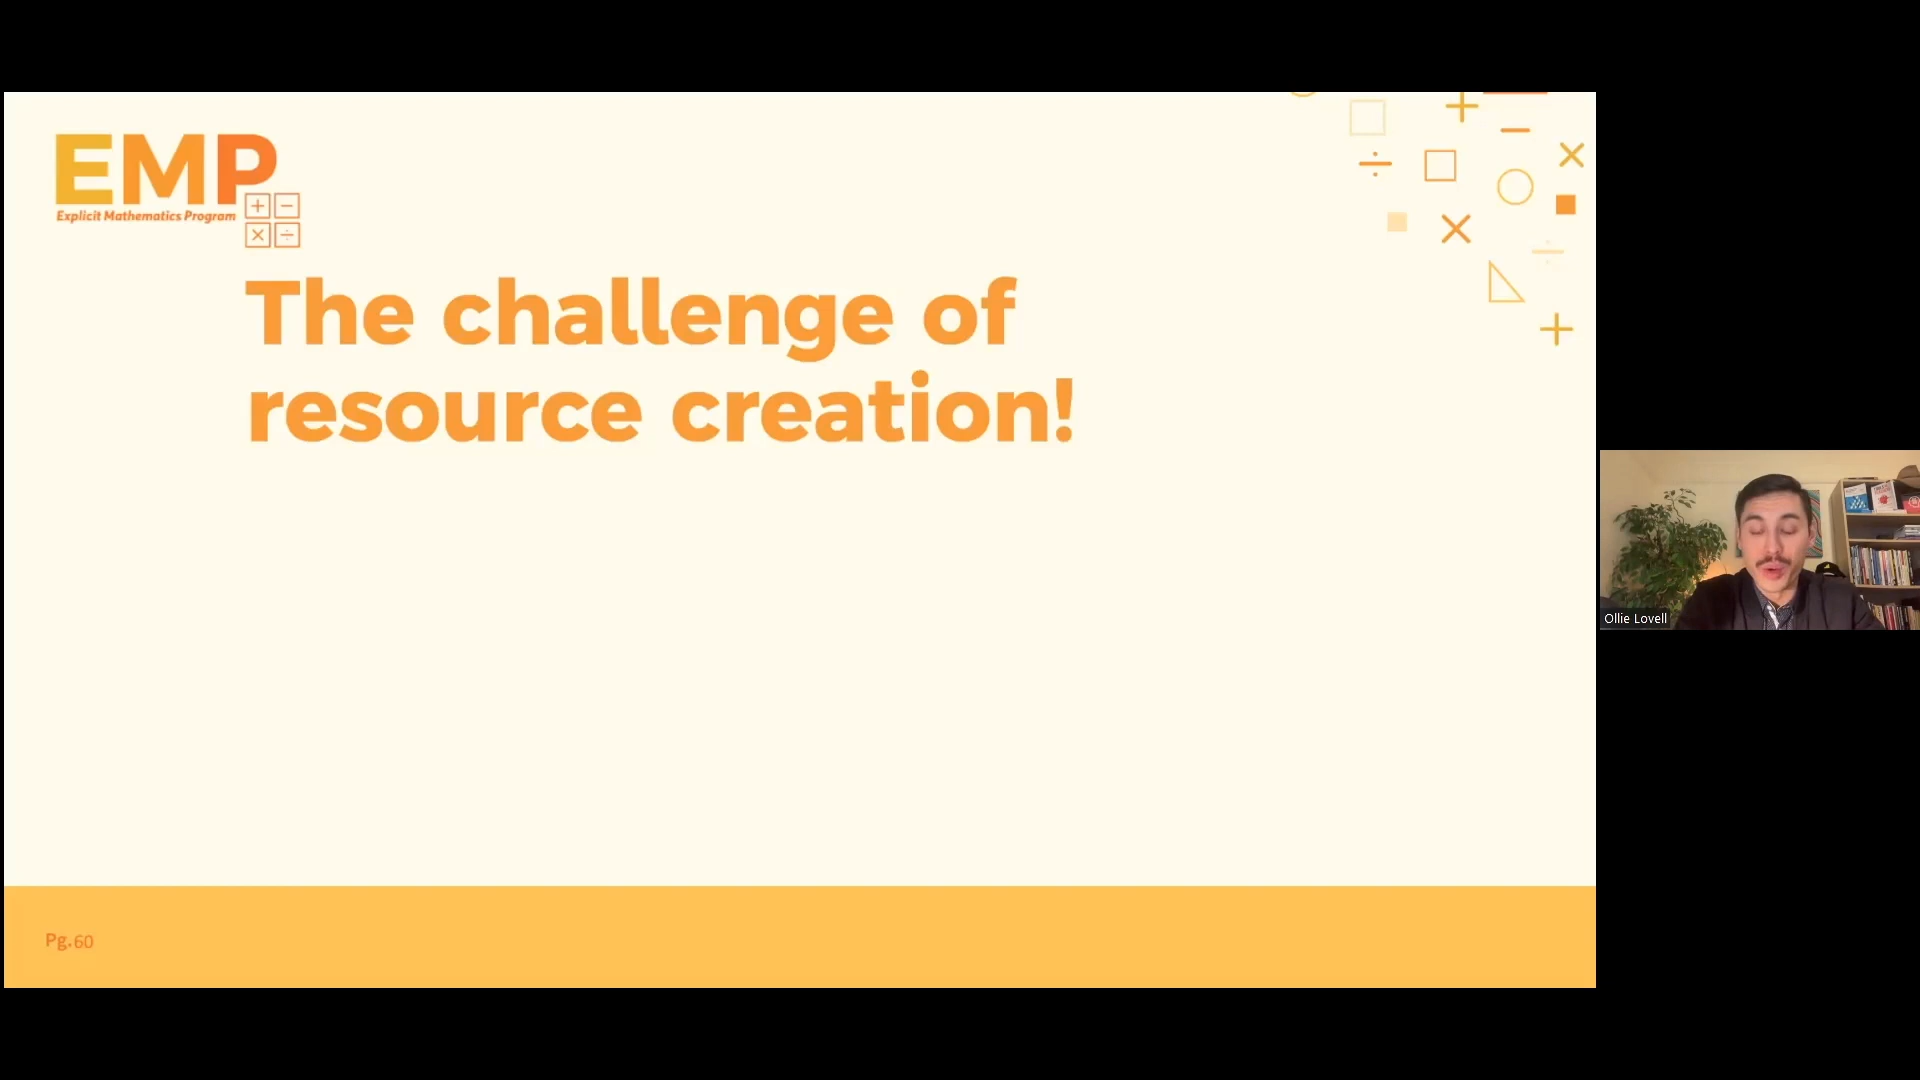 EMP
Explicit Mathematics Program
The challenge of
resource creation!
Ollie Lovell
Pg.60